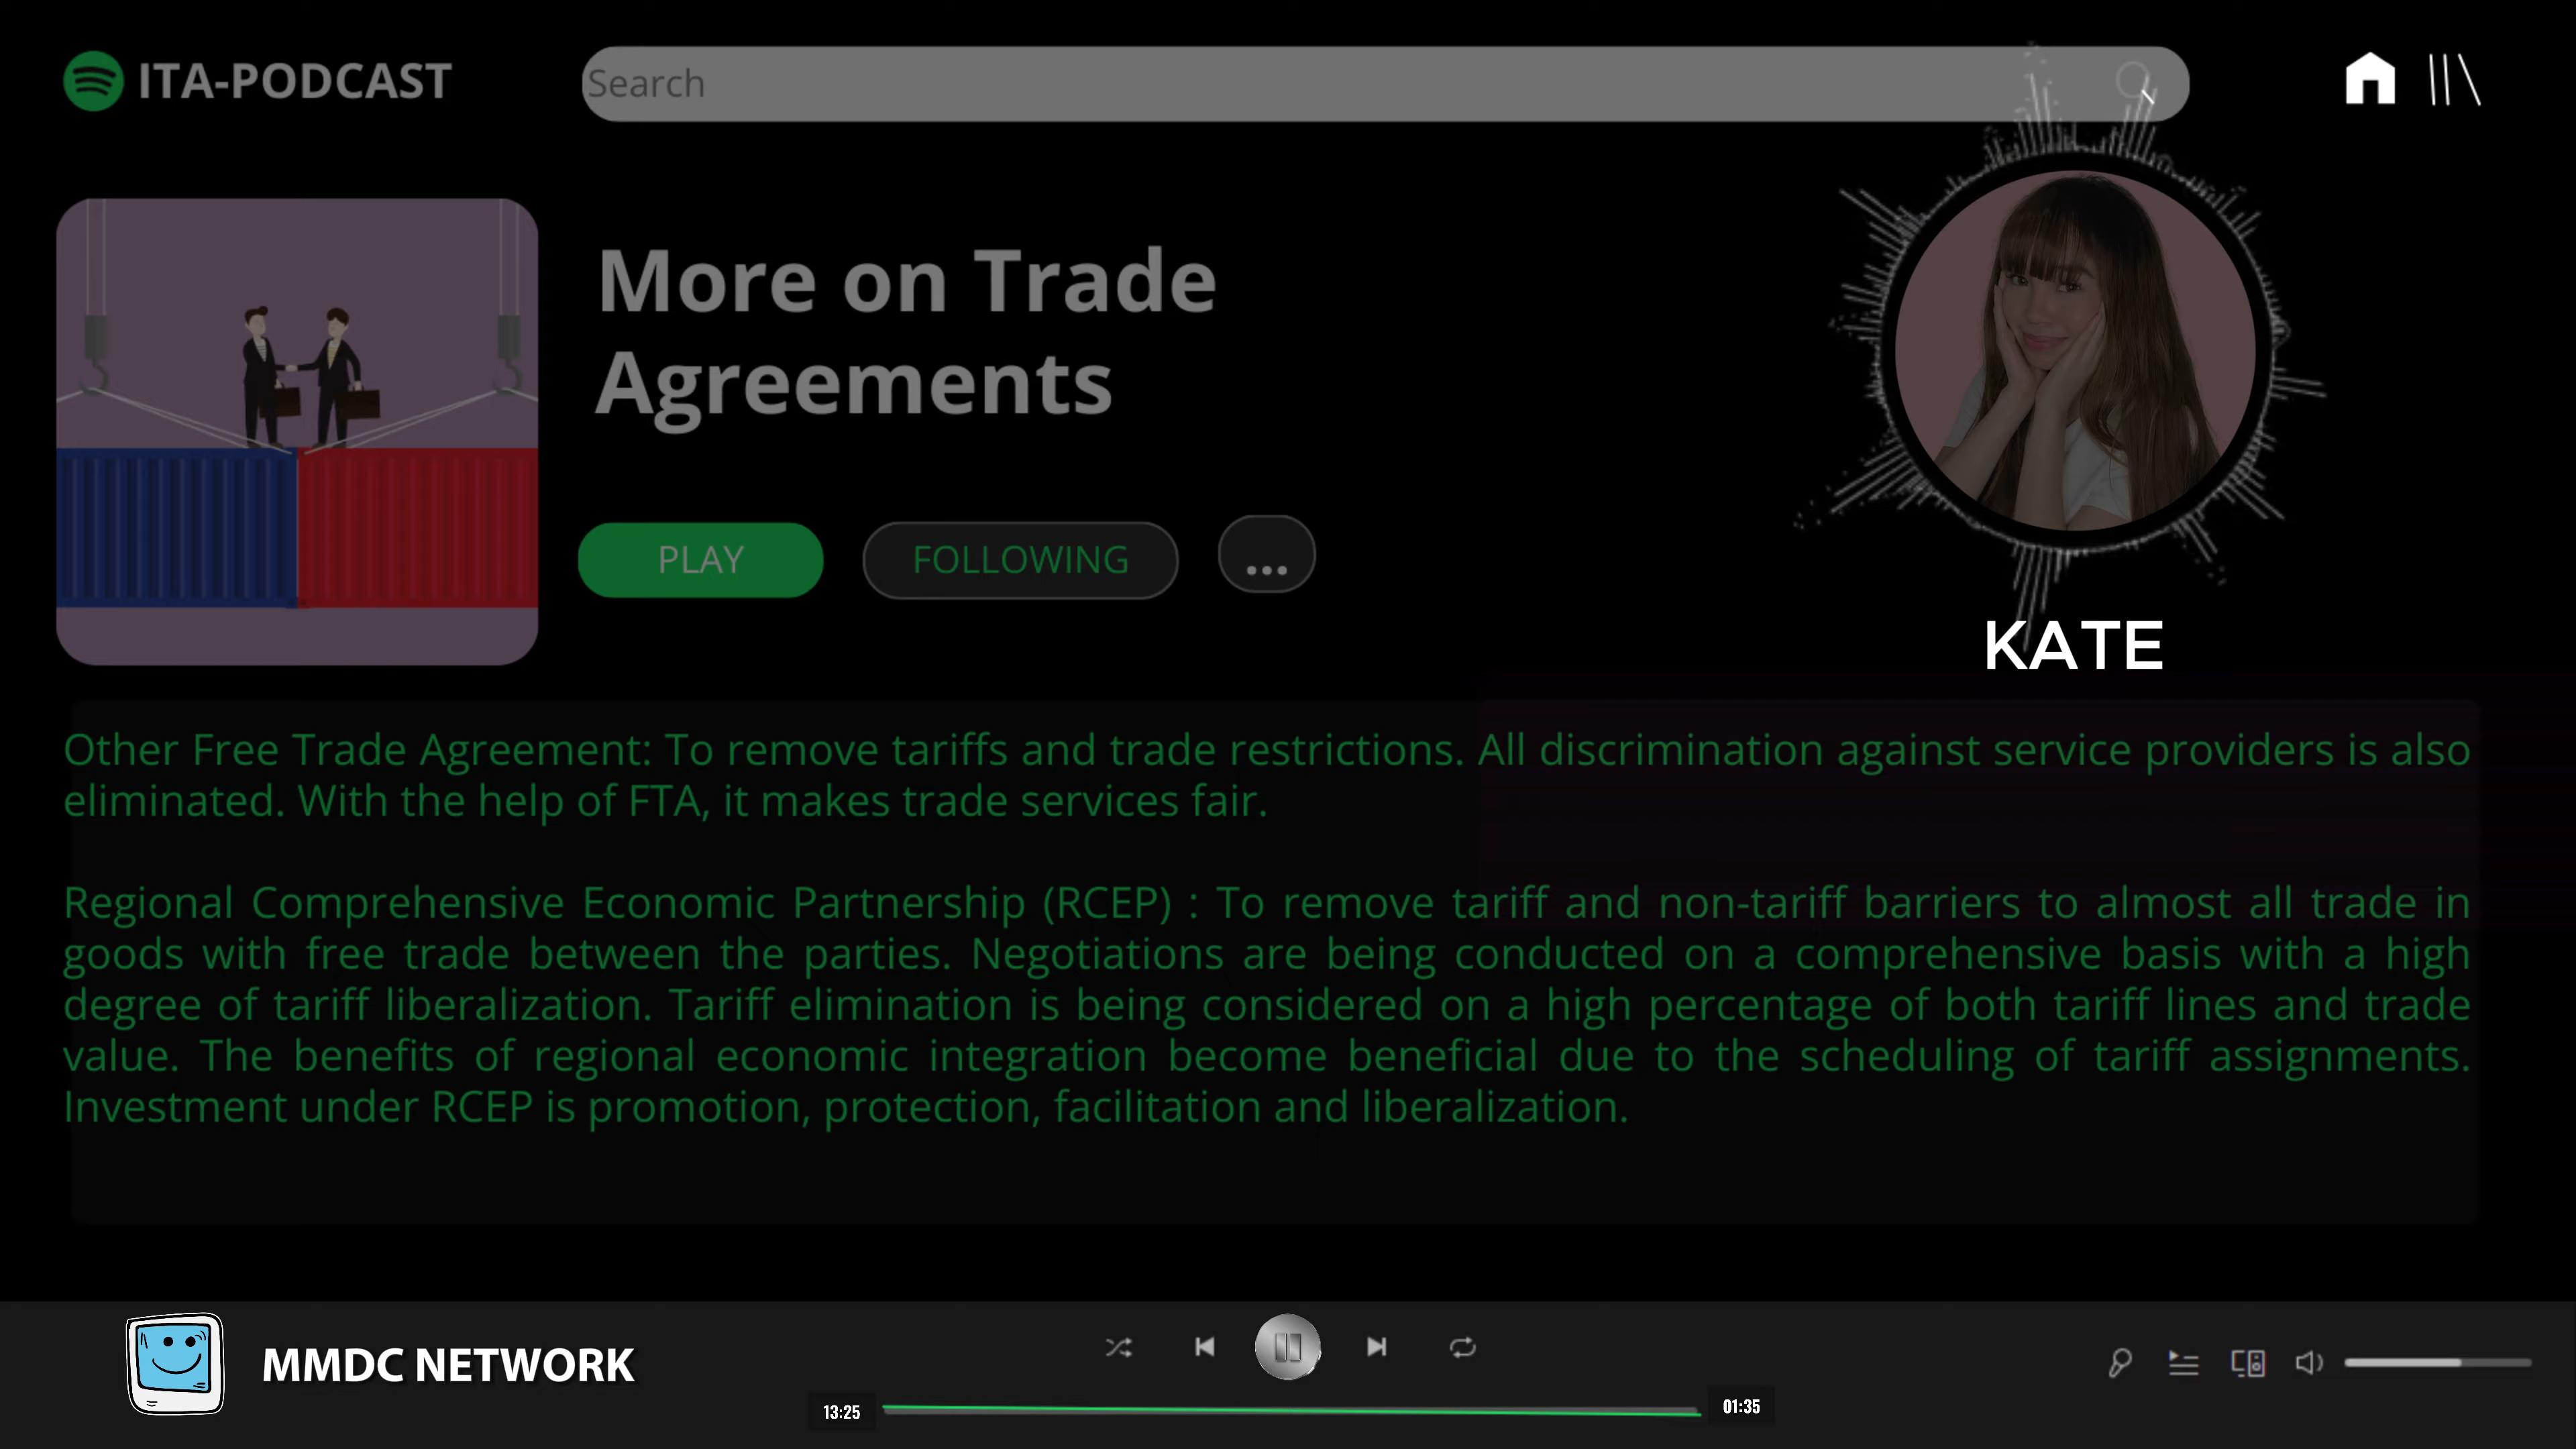 ITA-PODCAST
Search
More on Trade
Agreements
PLAY
FOLLOWING
...
KATE
Other Free Trade Agreement: To remove tariffs and trade restrictions. All discrimination against service providers is also
eliminated. With the help of FTA, it makes trade services fair.
Regional Comprehensive Economic Partnership (RCEP) : To remove tariff and non-tariff barriers to almost all trade in
goods with free trade between the parties. Negotiations are being conducted on a comprehensive basis with a high
degree of tariff liberalization. Tariff elimination is being considered on a high percentage of both tariff lines and trade
value. The benefits of regional economic integration become beneficial due to the scheduling of tariff assignments.
Investment under RCEP is promotion, protection, facilitation and liberalization.
MMDC NETWORK
13:25
01:35